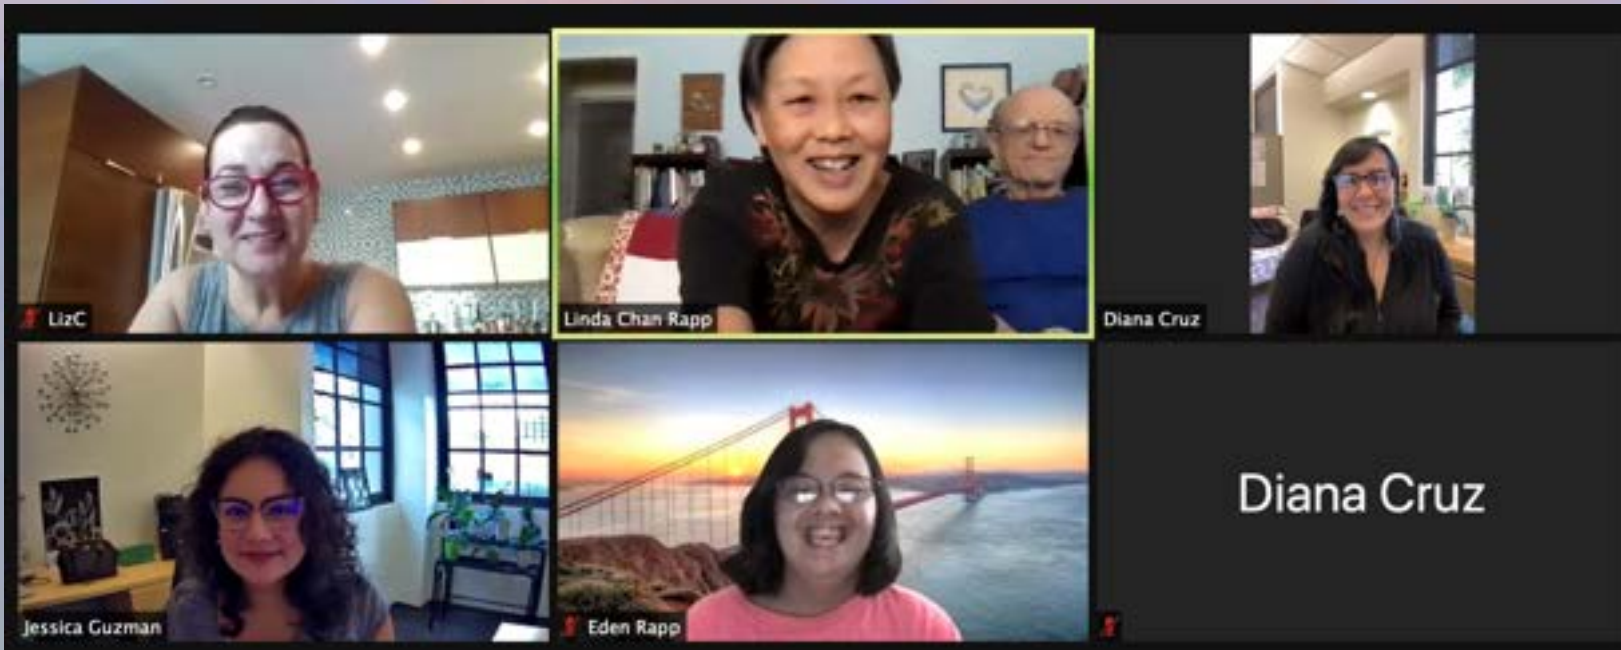 LizC
Linda Chan Rapp
Diana Cruz
Jessica Guzman
Eden Rapp
Diana Cruz